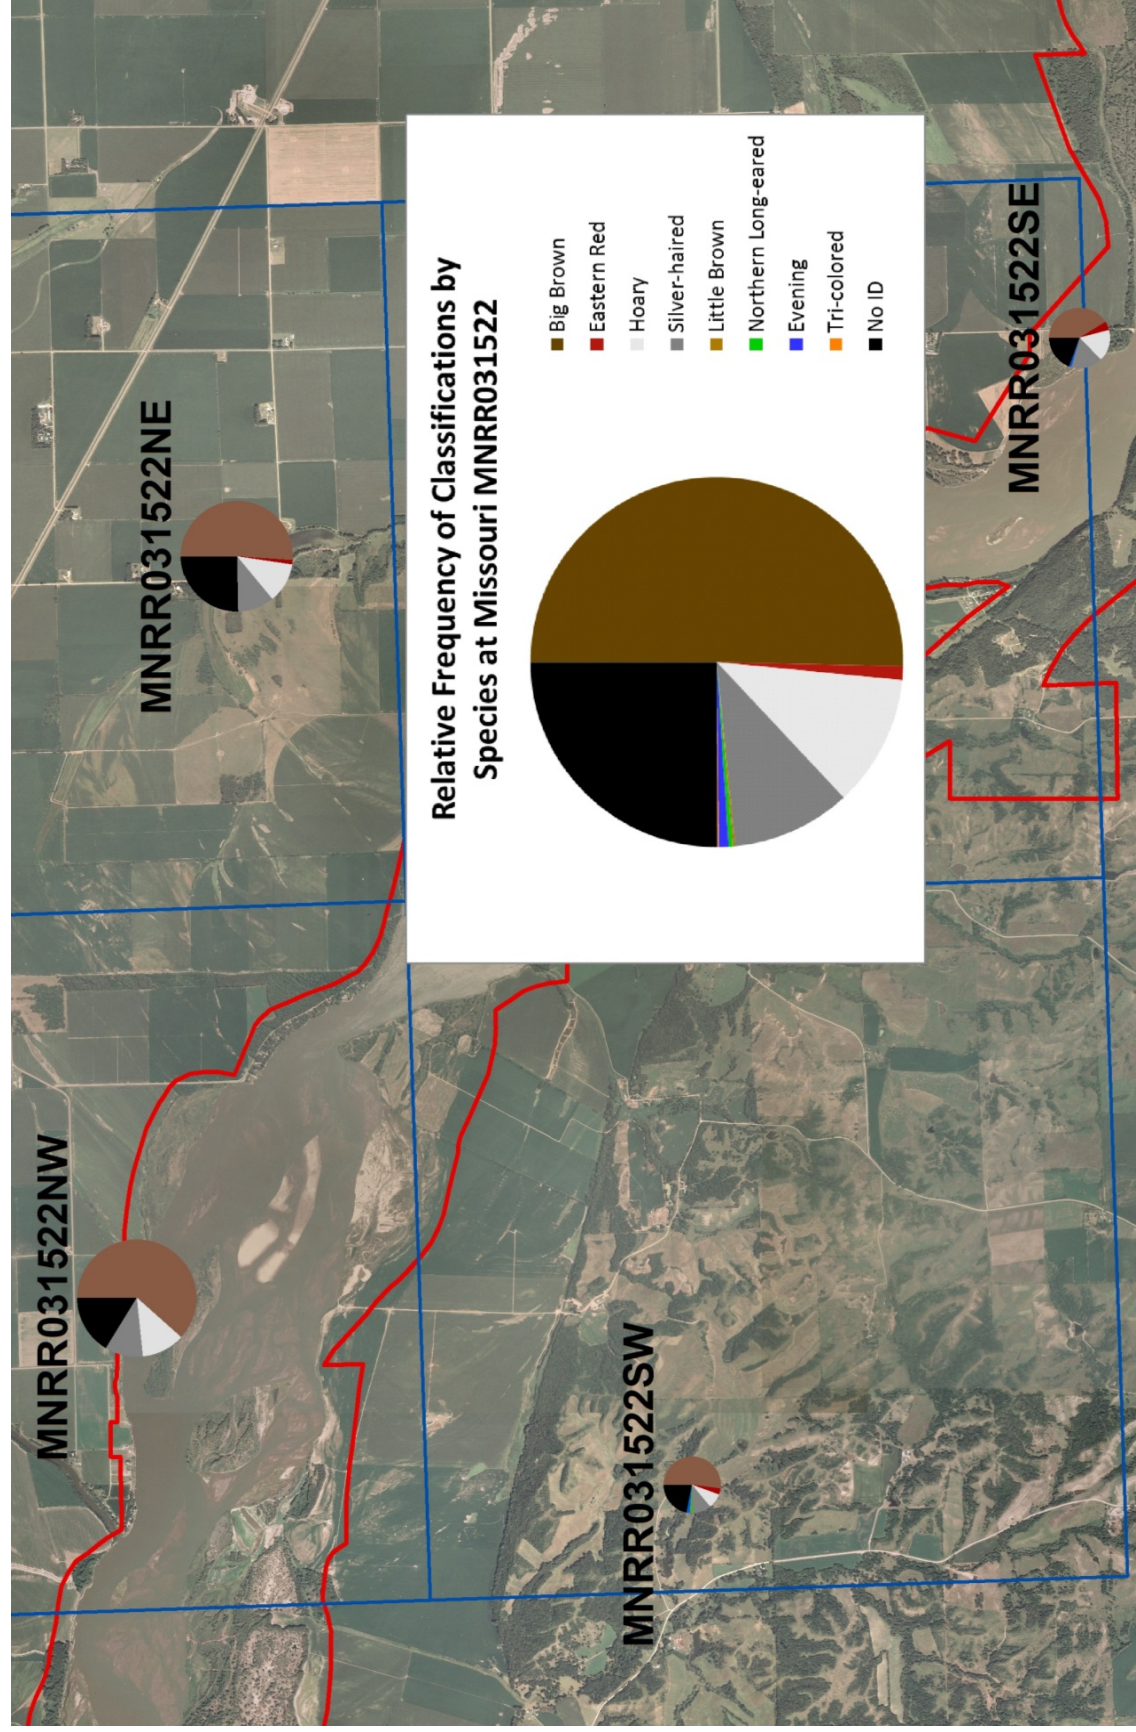 MNRR031522NW
MNRR031522NE
Relative Frequency of Classifications by
Species at Missouri MNRR031522
Big Brown
Eastern Red
Hoary
Silver-haired
Little Brown
Northern Long-eared
Evening
Tri-colored
No ID
MNRR031522SW
MNRR031522SE